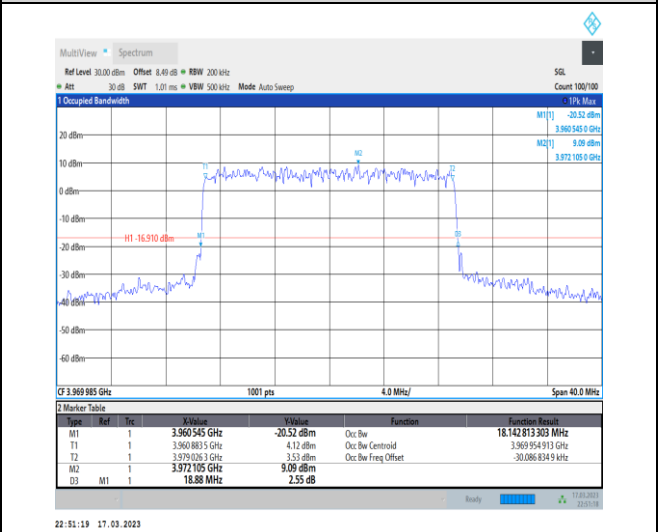 MultiView Spectrum
Ref Level 30.00 dBm Offset 8.49 dB RBW 200 kHz SGL
Att 30 dB SWT 1.01 ms VBW 500 kHz Mode Auto Sweep Count 100/100
1 Occupied Bandwidth 1Pk Max
M1[1] -20.52 dBm
3.960 545 0 GHz
M2[1] 9.09 dBm
3.972 105 0 GHz
20 dBm
10 dBm
0 dBm
-10 dBm
-20 dBm
-30 dBm
-40 dBm
-50 dBm
-60 dBm
T1
M2
T2
H1 -16.910 dBm
M1
D3
CF 3.969 985 GHz 1001 pts 4.0 MHz/ Span 40.0 MHz
2 Marker Table
Type Ref Trc X-Value Y-Value Function Function Result
M1 1 3.960 545 GHz -20.52 dBm Occ Bw 18.142 813 303 MHz
T1 1 3.960 883 5 GHz 4.12 dBm Occ Bw Centroid 3.969 954 913 GHz
T2 1 3.979 026 3 GHz 3.53 dBm Occ Bw Freq Offset -30.086 834 9 kHz
M2 1 3.972 105 GHz 9.09 dBm
D3 M1 1 18.88 MHz 2.55 dB
Ready 17.03.2023
22:51:18
22:51:19 17.03.2023